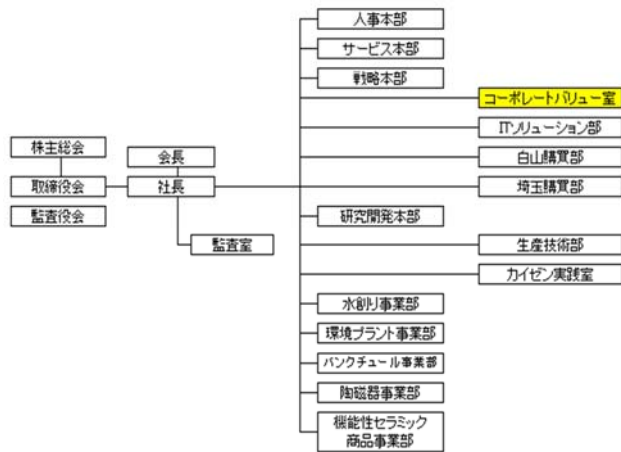 人事本部
サービス本部
戦略本部
コーポレートバリュー室
ITソリューション部
株主総会
会長
白山購買部
取締役会
社長
埼玉購買部
監査役会
研究開発本部
監査室
生産技術部
カイゼン実践室
水創り事業部
環境プラント事業部
バンクチュール事業部
陶磁器事業部
機能性セラミック
商品事業部